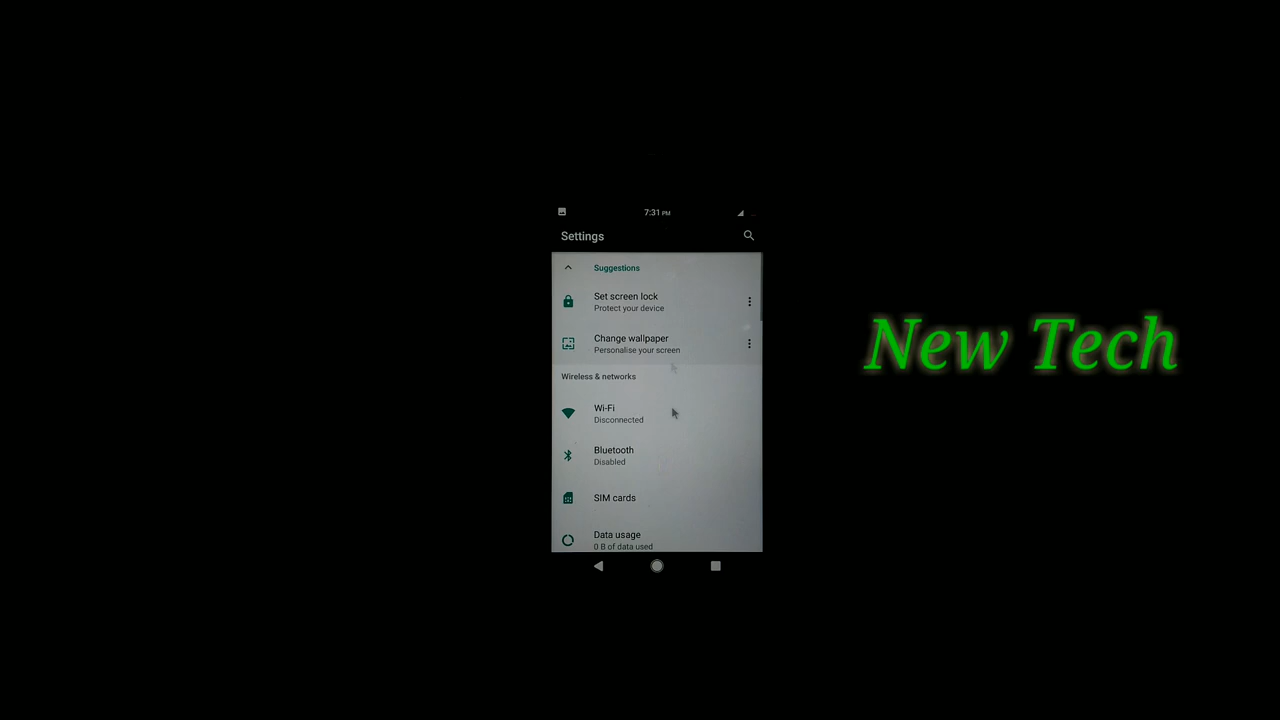 7:31 PM
Settings
Suggestions
Set screen lock
Protect your device
Change wallpaper
Personalise your screen
Wireless & networks
Wi-Fi
Disconnected
Bluetooth
Disabled
SIM cards
Data usage
0 B of data used
New Tech